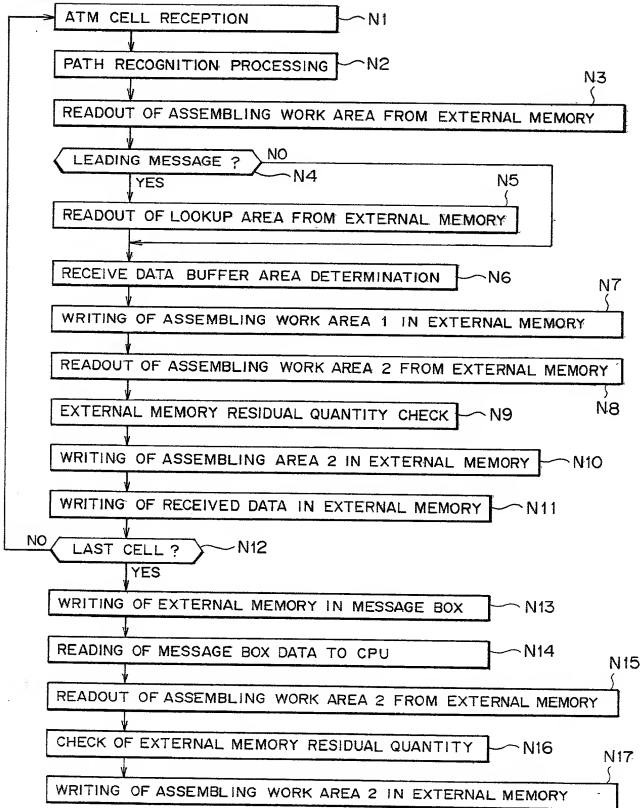 ATM CELL RECEPTION N1
PATH RECOGNITION PROCESSING N2
N3
READOUT OF ASSEMBLING WORK AREA FROM EXTERNAL MEMORY
LEADING MESSAGE ? NO
N4
YES
N5
READOUT OF LOOKUP AREA FROM EXTERNAL MEMORY
RECEIVE DATA BUFFER AREA DETERMINATION N6
N7
WRITING OF ASSEMBLING WORK AREA 1 IN EXTERNAL MEMORY
READOUT OF ASSEMBLING WORK AREA 2 FROM EXTERNAL MEMORY
N8
EXTERNAL MEMORY RESIDUAL QUANTITY CHECK N9
WRITING OF ASSEMBLING AREA 2 IN EXTERNAL MEMORY N10
WRITING OF RECEIVED DATA IN EXTERNAL MEMORY N11
NO LAST CELL ? N12
YES
WRITING OF EXTERNAL MEMORY IN MESSAGE BOX N13
READING OF MESSAGE BOX DATA TO CPU N14
N15
READOUT OF ASSEMBLING WORK AREA 2 FROM EXTERNAL MEMORY
CHECK OF EXTERNAL MEMORY RESIDUAL QUANTITY N16
N17
WRITING OF ASSEMBLING WORK AREA 2 IN EXTERNAL MEMORY